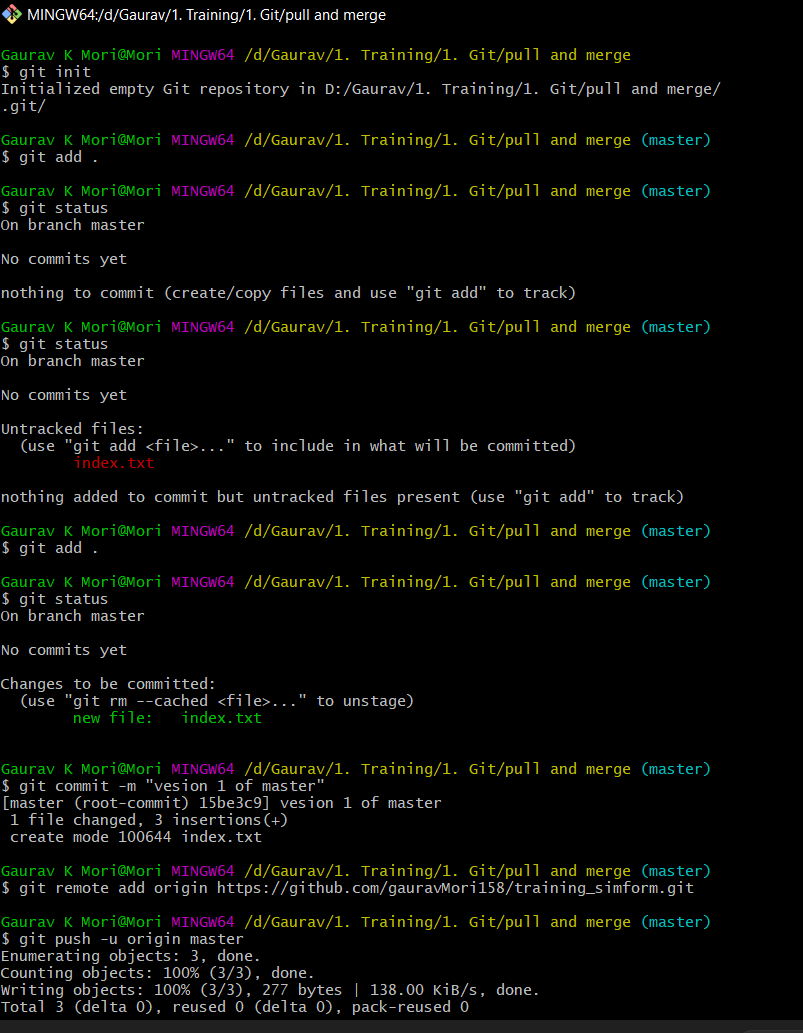 MINGW64:/d/Gaurav/1. Training/1. Git/pull and merge
Gaurav K Mori@Mori MINGW64 /d/Gaurav/1. Training/1. Git/pull and merge
$ git init
Initialized empty Git repository in D:/Gaurav/1. Training/1. Git/pull and merge/
.git/
Gaurav K Mori@Mori MINGW64 /d/Gaurav/1. Training/1. Git/pull and merge (master)
$ git add .
Gaurav K Mori@Mori MINGW64 /d/Gaurav/1. Training/1. Git/pull and merge (master)
$ git status
On branch master
No commits yet
nothing to commit (create/copy files and use "git add" to track)
Gaurav K Mori@Mori MINGW64 /d/Gaurav/1. Training/1. Git/pull and merge (master)
$ git status
On branch master
No commits yet
Untracked files:
  (use "git add <file>..." to include in what will be committed)
        index.txt
nothing added to commit but untracked files present (use "git add" to track)
Gaurav K Mori@Mori MINGW64 /d/Gaurav/1. Training/1. Git/pull and merge (master)
$ git add .
Gaurav K Mori@Mori MINGW64 /d/Gaurav/1. Training/1. Git/pull and merge (master)
$ git status
On branch master
No commits yet
Changes to be committed:
  (use "git rm --cached <file>..." to unstage)
        new file:   index.txt
Gaurav K Mori@Mori MINGW64 /d/Gaurav/1. Training/1. Git/pull and merge (master)
$ git commit -m "vesion 1 of master"
[master (root-commit) 15be3c9] vesion 1 of master
 1 file changed, 3 insertions(+)
 create mode 100644 index.txt
Gaurav K Mori@Mori MINGW64 /d/Gaurav/1. Training/1. Git/pull and merge (master)
$ git remote add origin https://github.com/gauravMori158/training_simform.git
Gaurav K Mori@Mori MINGW64 /d/Gaurav/1. Training/1. Git/pull and merge (master)
$ git push -u origin master
Enumerating objects: 3, done.
Counting objects: 100% (3/3), done.
Writing objects: 100% (3/3), 277 bytes | 138.00 KiB/s, done.
Total 3 (delta 0), reused 0 (delta 0), pack-reused 0